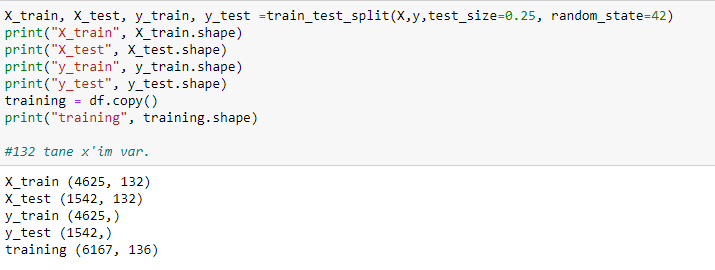 X_train, X_test, y_train, y_test =train_test_split(X,y,test_size=0.25, random_state=42)
print("X_train", X_train.shape)
print("X_test", X_test.shape)
print("y_train", y_train.shape)
print("y_test", y_test.shape)
training = df.copy()
print("training", training.shape)
#132 tane x'im var.
X_train (4625, 132)
X_test (1542, 132)
y_train (4625,)
y_test (1542,)
training (6167, 136)